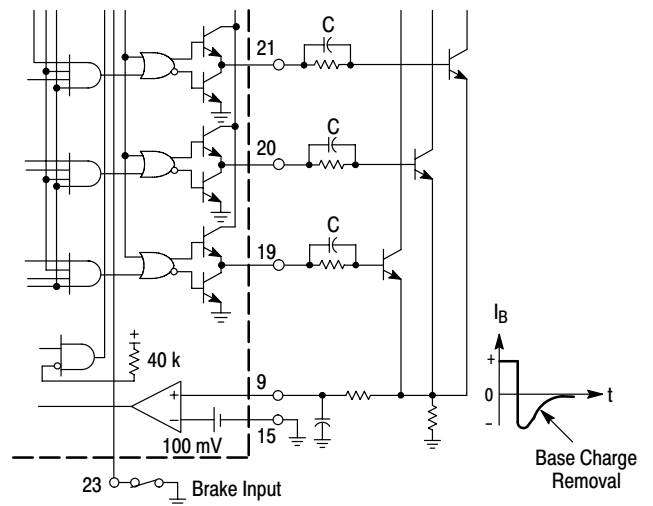 C
21
C
20
C
19
I_B
+
0
−
t
+
40 k
9
+
−
100 mV
15
Base Charge
Removal
23
Brake Input